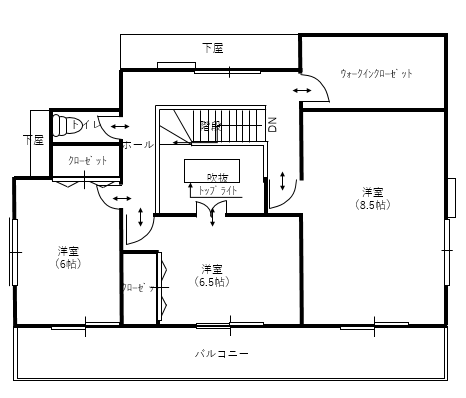 下屋
ウォークインクローゼット
トイレ
ホール
階段
DN
下屋
クローゼット
吹抜
トップライト
洋室
(8.5帖)
洋室
(6帖)
洋室
(6.5帖)
クローゼット
バルコニー